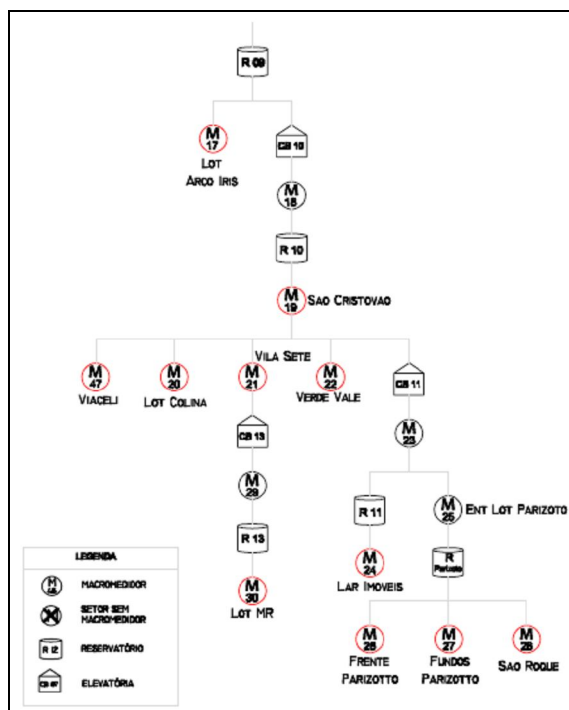 R 09
M
17
LOT
ARCO IRIS
CB 10
M
18
R 10
M
19
SAO CRISTOVAO
M
47
VIACELI
M
20
LOT COLINA
VILA SETE
M
21
M
22
VERDE VALE
CB 11
CB 13
M
23
M
29
R 11
M
25
ENT LOT PARIZOTO
R 13
M
24
LAR IMOVEIS
R
Parizoto
M
30
LOT MR
M
26
FRENTE
PARIZOTTO
M
27
FUNDOS
PARIZOTTO
M
28
SAO ROQUE
LEGENDA
M
MACROMEDIDOR
SETOR SEM
MACROMEDIDOR
R 12
RESERVATÓRIO
ELEVATÓRIA